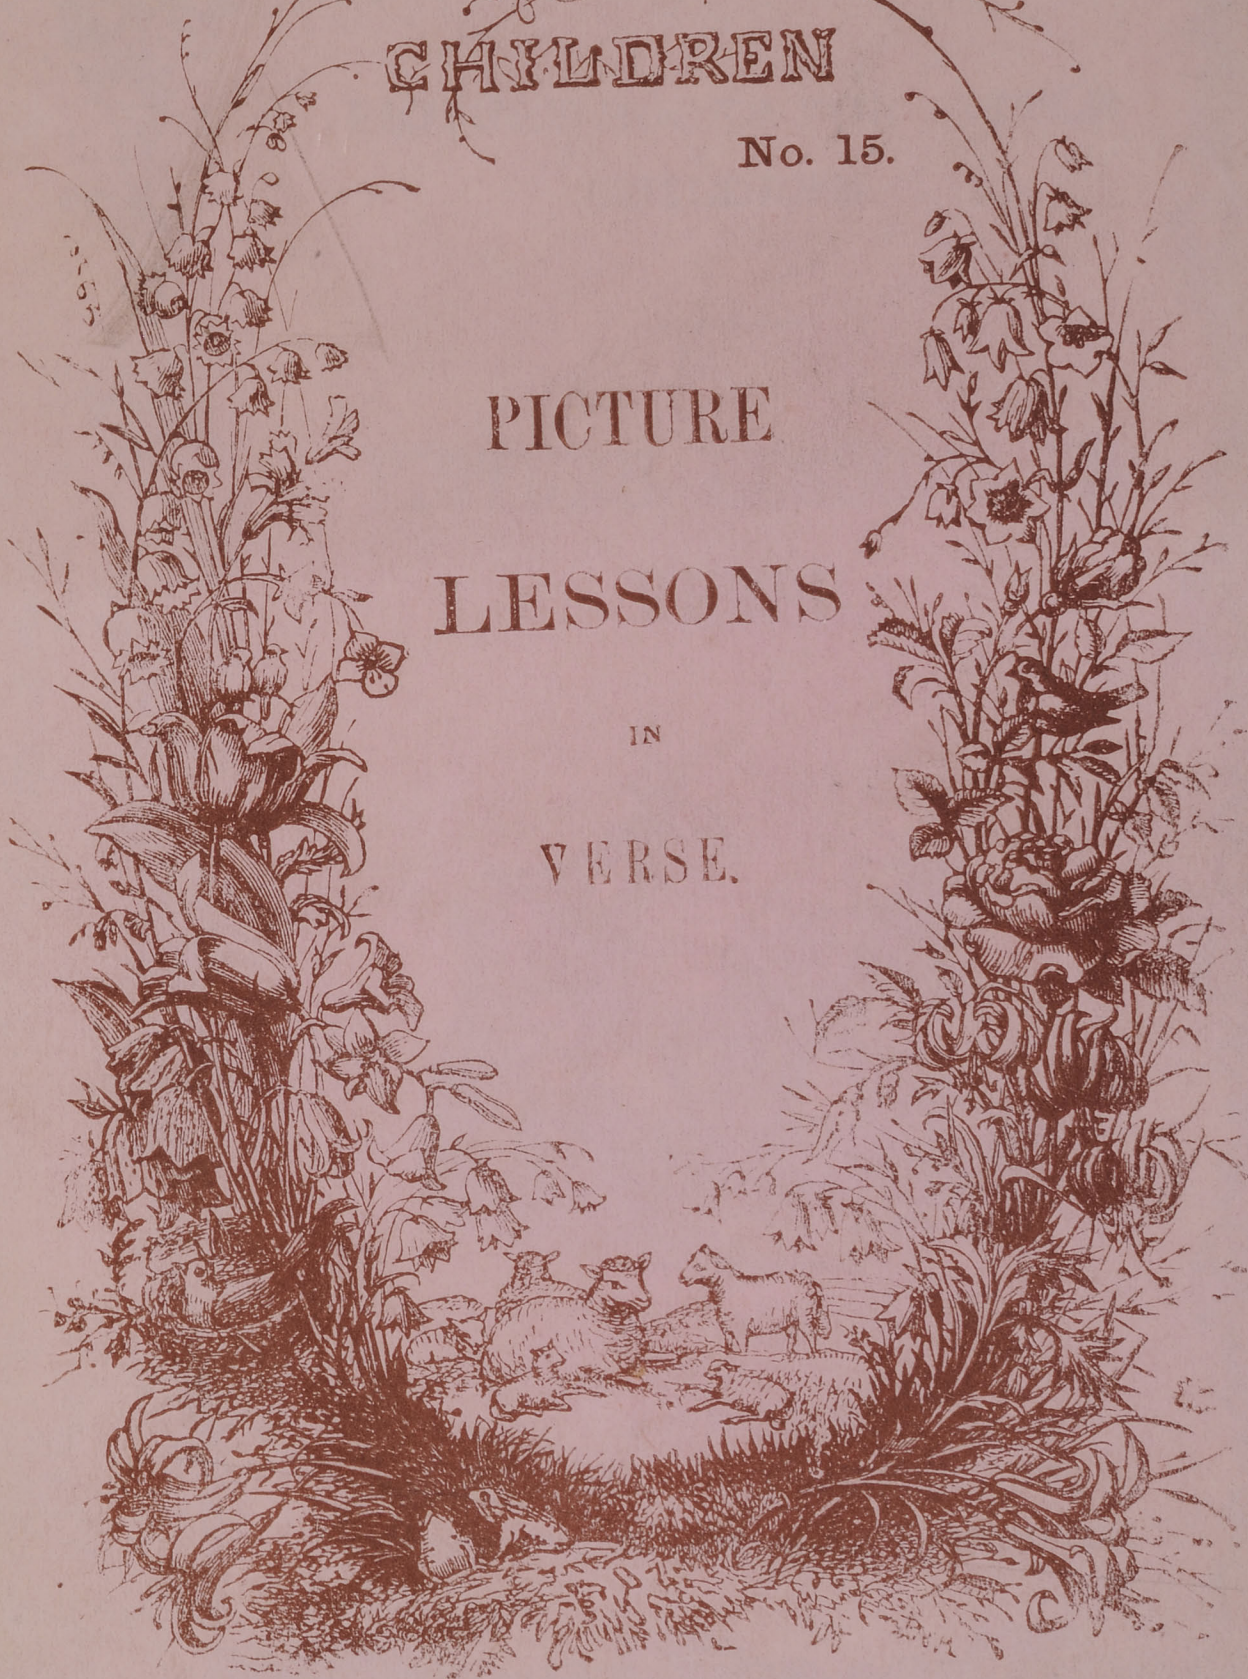 CHILDREN
No. 15.
PICTURE
LESSONS
IN
VERSE.